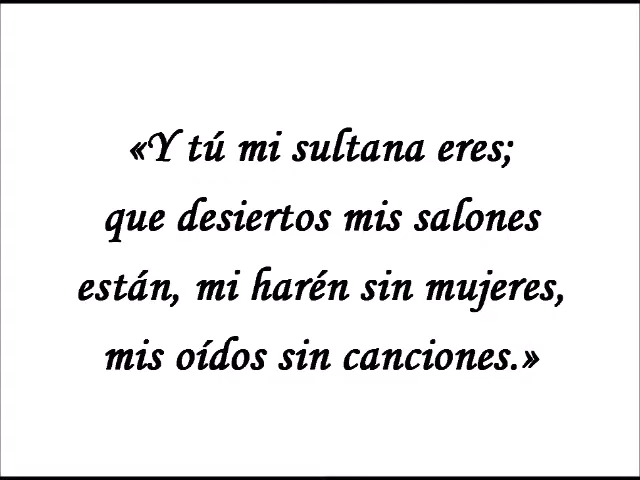 «Y tú mi sultana eres;
que desiertos mis salones
están, mi harén sin mujeres,
mis oídos sin canciones.»